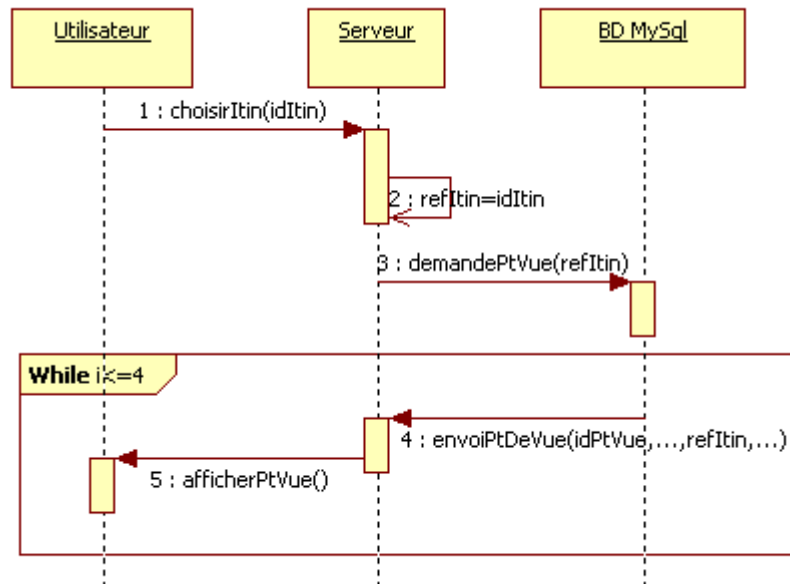 Utilisateur
Serveur
BD MySql
1 : choisirItin(idItin)
2 : refItin=idItin
3 : demandePtVue(refItin)
While i<=4
4 : envoiPtDeVue(idPtVue,...,refItin,...)
5 : afficherPtVue()